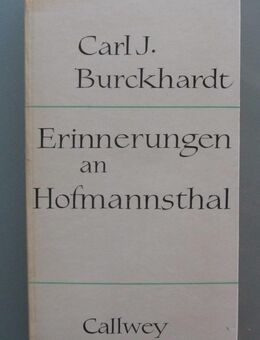 Carl J.
Burckhardt
Erinnerungen
an
Hofmannsthal
Callwey